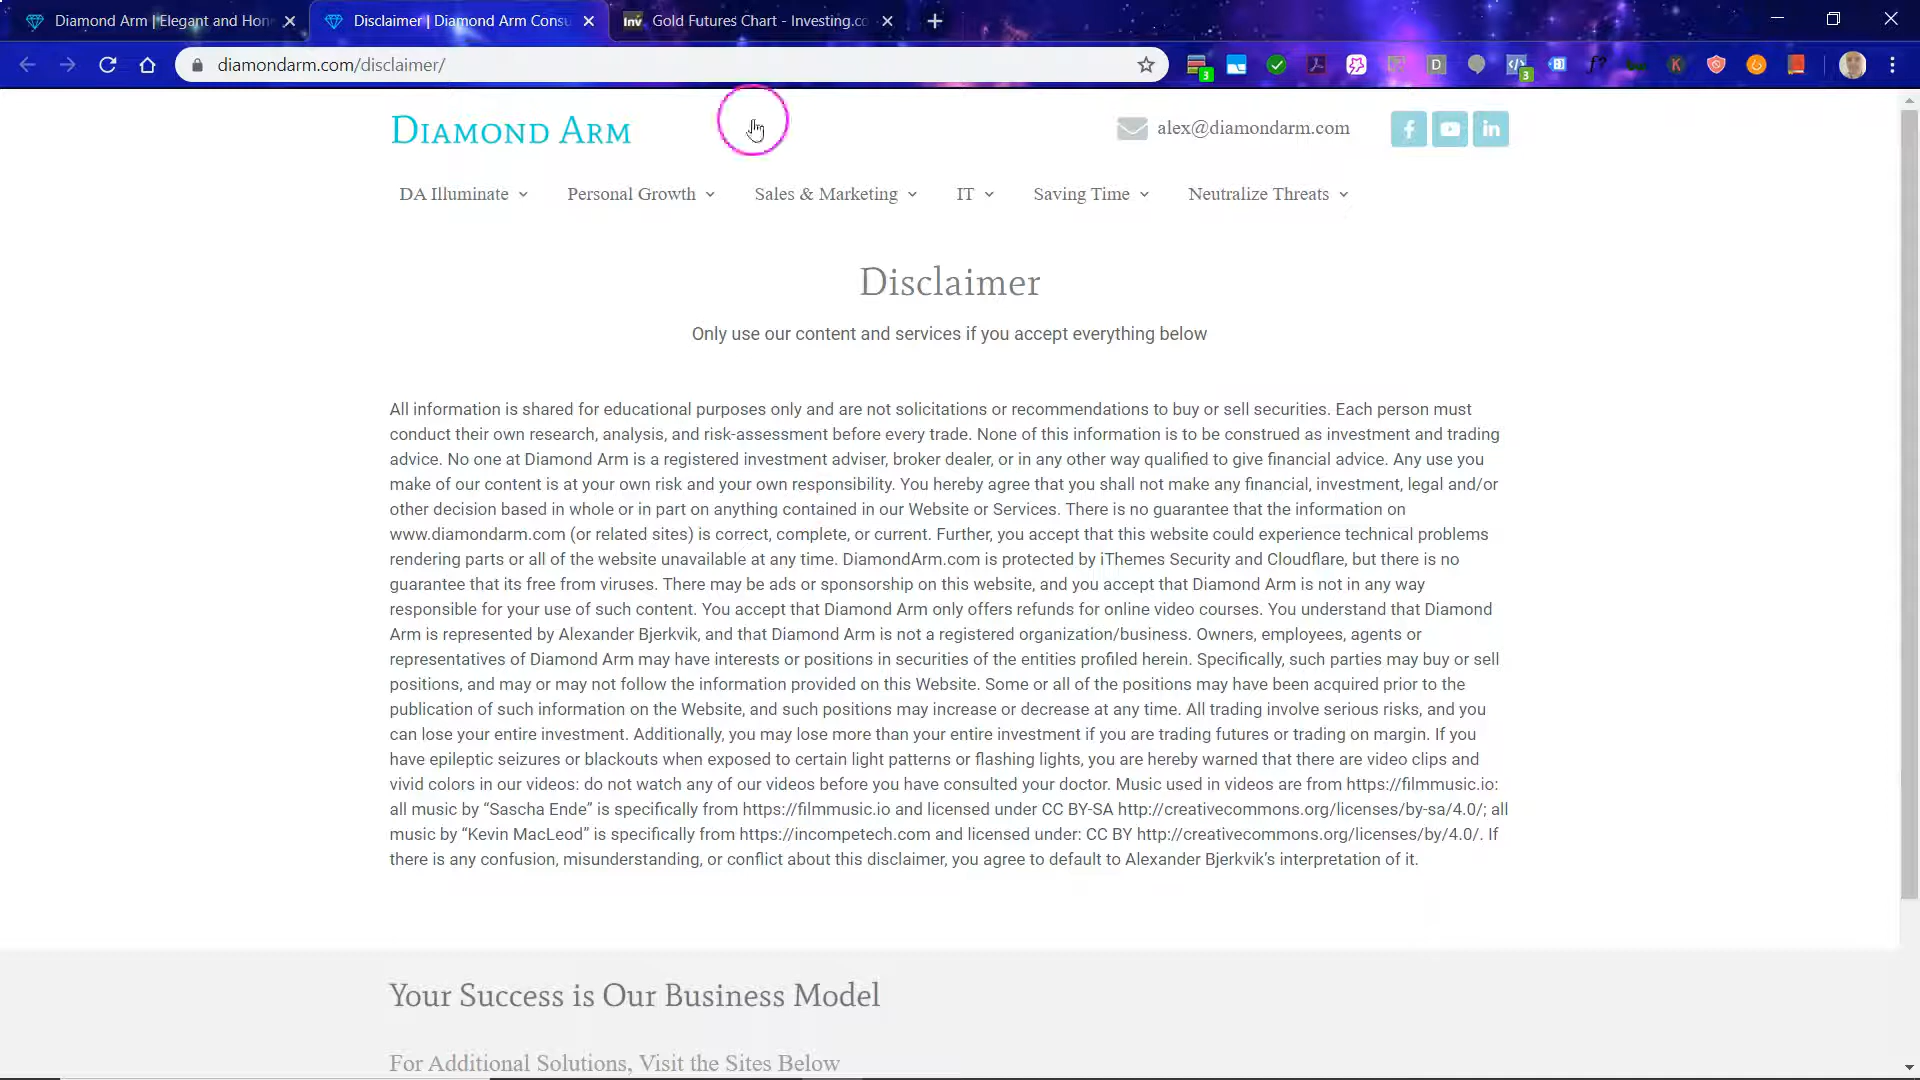 Diamond Arm | Elegant and Hon
Disclaimer | Diamond Arm Consu
Inv Gold Futures Chart - Investing.co
diamondarm.com/disclaimer/
3
D
3
f?
K
Diamond Arm
alex@diamondarm.com
f
in
DA Illuminate
Personal Growth
Sales & Marketing
IT
Saving Time
Neutralize Threats
Disclaimer
Only use our content and services if you accept everything below
All information is shared for educational purposes only and are not solicitations or recommendations to buy or sell securities. Each person must
conduct their own research, analysis, and risk-assessment before every trade. None of this information is to be construed as investment and trading
advice. No one at Diamond Arm is a registered investment adviser, broker dealer, or in any other way qualified to give financial advice. Any use you
make of our content is at your own risk and your own responsibility. You hereby agree that you shall not make any financial, investment, legal and/or
other decision based in whole or in part on anything contained in our Website or Services. There is no guarantee that the information on
www.diamondarm.com (or related sites) is correct, complete, or current. Further, you accept that this website could experience technical problems
rendering parts or all of the website unavailable at any time. DiamondArm.com is protected by iThemes Security and Cloudflare, but there is no
guarantee that its free from viruses. There may be ads or sponsorship on this website, and you accept that Diamond Arm is not in any way
responsible for your use of such content. You accept that Diamond Arm only offers refunds for online video courses. You understand that Diamond
Arm is represented by Alexander Bjerkvik, and that Diamond Arm is not a registered organization/business. Owners, employees, agents or
representatives of Diamond Arm may have interests or positions in securities of the entities profiled herein. Specifically, such parties may buy or sell
positions, and may or may not follow the information provided on this Website. Some or all of the positions may have been acquired prior to the
publication of such information on the Website, and such positions may increase or decrease at any time. All trading involve serious risks, and you
can lose your entire investment. Additionally, you may lose more than your entire investment if you are trading futures or trading on margin. If you
have epileptic seizures or blackouts when exposed to certain light patterns or flashing lights, you are hereby warned that there are video clips and
vivid colors in our videos: do not watch any of our videos before you have consulted your doctor. Music used in videos are from https://filmmusic.io:
all music by “Sascha Ende” is specifically from https://filmmusic.io and licensed under CC BY-SA http://creativecommons.org/licenses/by-sa/4.0/; all
music by “Kevin MacLeod” is specifically from https://incompetech.com and licensed under: CC BY http://creativecommons.org/licenses/by/4.0/. If
there is any confusion, misunderstanding, or conflict about this disclaimer, you agree to default to Alexander Bjerkvik’s interpretation of it.
Your Success is Our Business Model
For Additional Solutions, Visit the Sites Below